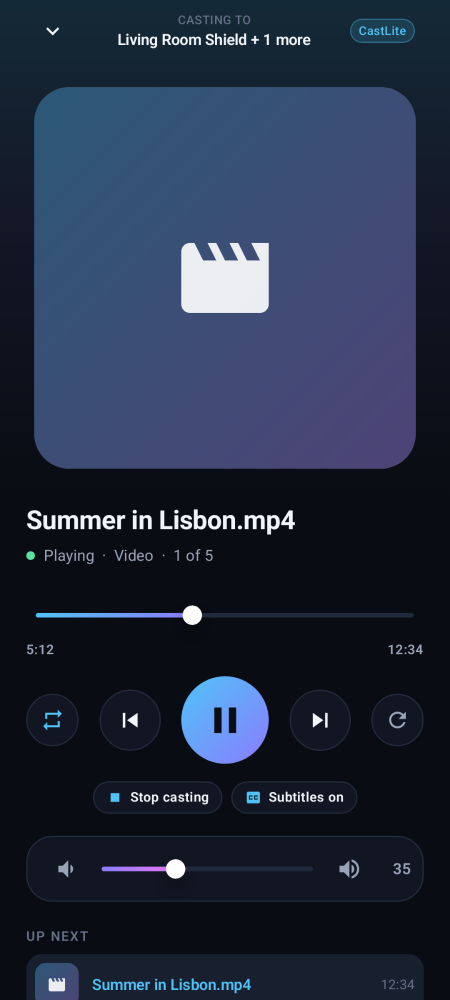 CASTING TO
Living Room Shield + 1 more
CastLite
Summer in Lisbon.mp4
Playing · Video · 1 of 5
5:12
12:34
CC
Stop casting
Subtitles on
35
UP NEXT
Summer in Lisbon.mp4
12:34